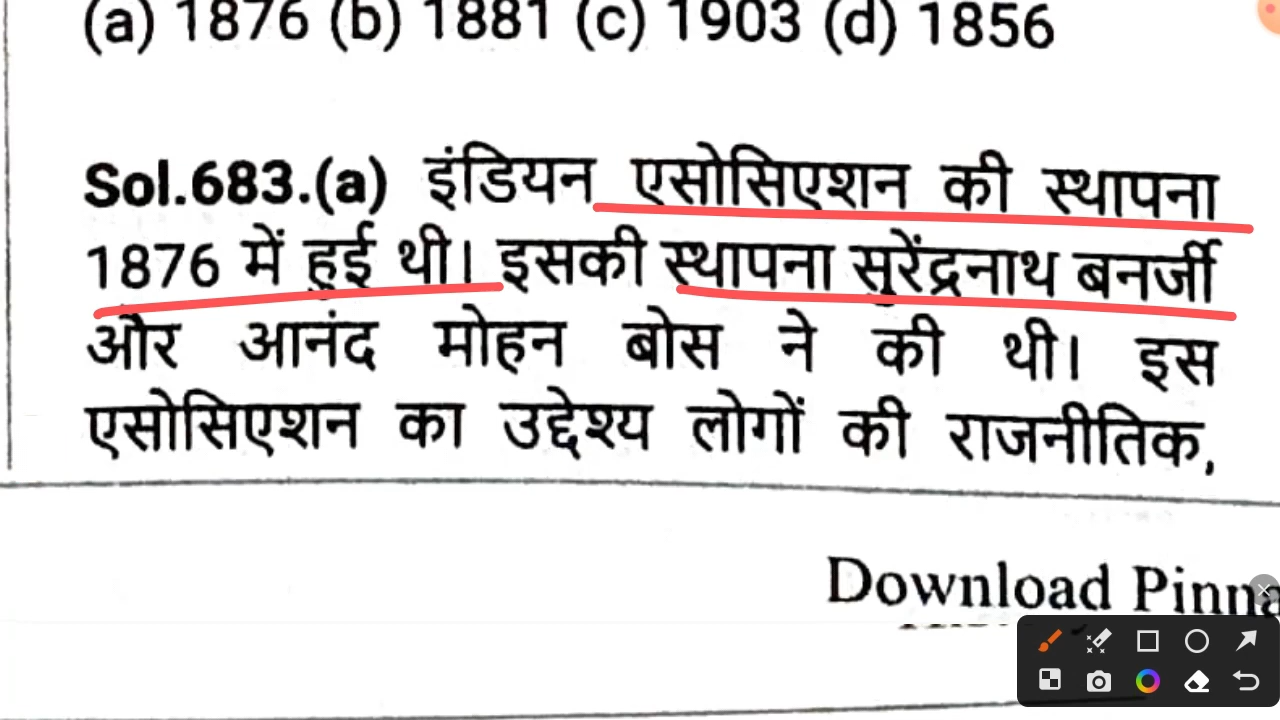 (a) 1876 (b) 1881 (c) 1903 (d) 1856
Sol.683.(a) इंडियन एसोसिएशन की स्थापना
1876 में हुई थी। इसकी स्थापना सुरेंद्रनाथ बनर्जी
और आनंद मोहन बोस ने की थी। इस
एसोसिएशन का उद्देश्य लोगों की राजनीतिक,
Download